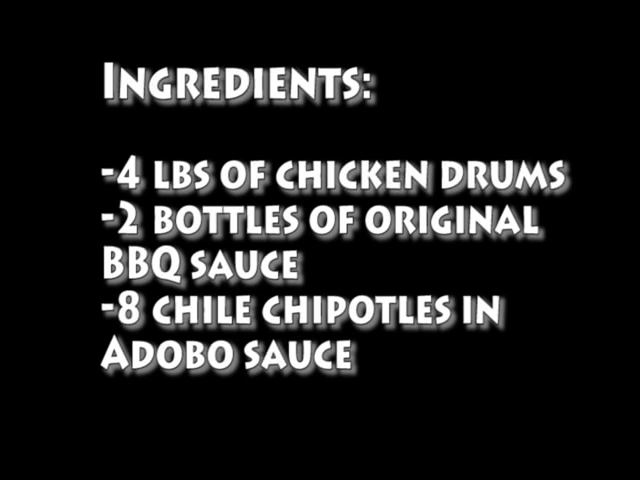 Ingredients:
-4 lbs of chicken drums
-2 bottles of original
BBQ sauce
-8 chile chipotles in
Adobo sauce